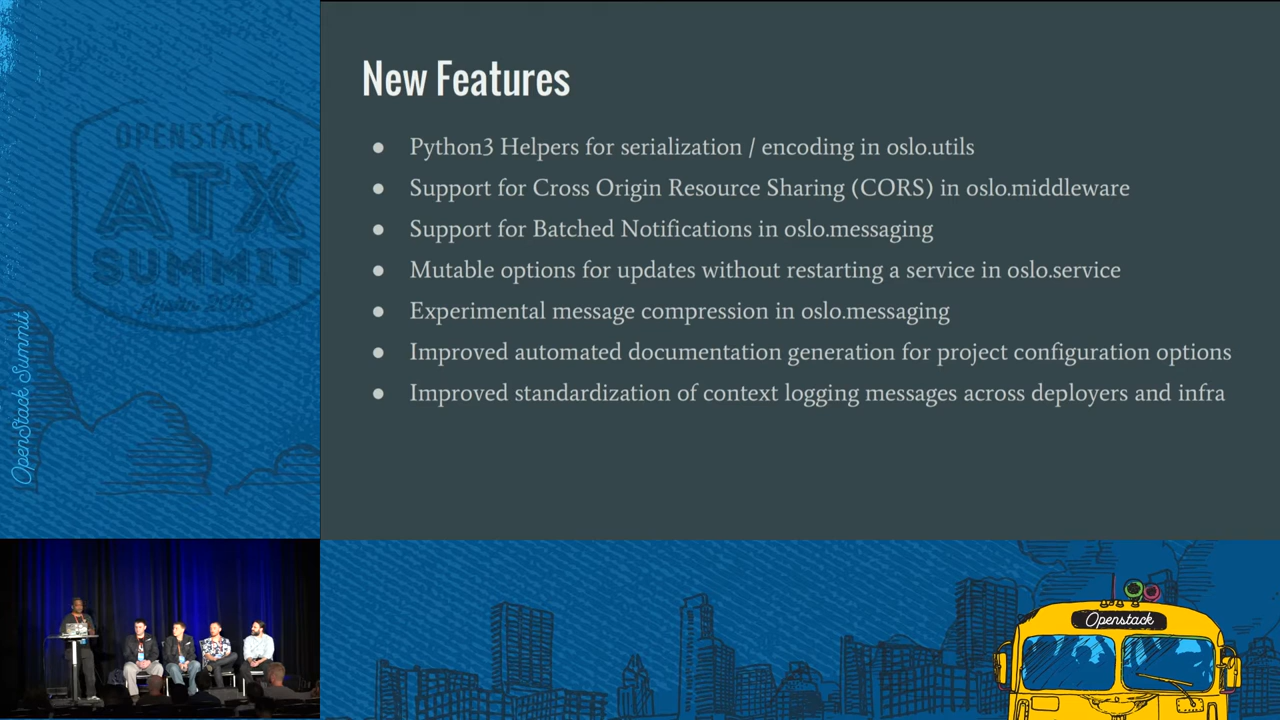 New Features
● Python3 Helpers for serialization / encoding in oslo.utils
● Support for Cross Origin Resource Sharing (CORS) in oslo.middleware
● Support for Batched Notifications in oslo.messaging
● Mutable options for updates without restarting a service in oslo.service
● Experimental message compression in oslo.messaging
● Improved automated documentation generation for project configuration options
● Improved standardization of context logging messages across deployers and infra
OPENSTACK
ATX
SUMMIT
Austin 2016
OpenStack Summit
Openstack